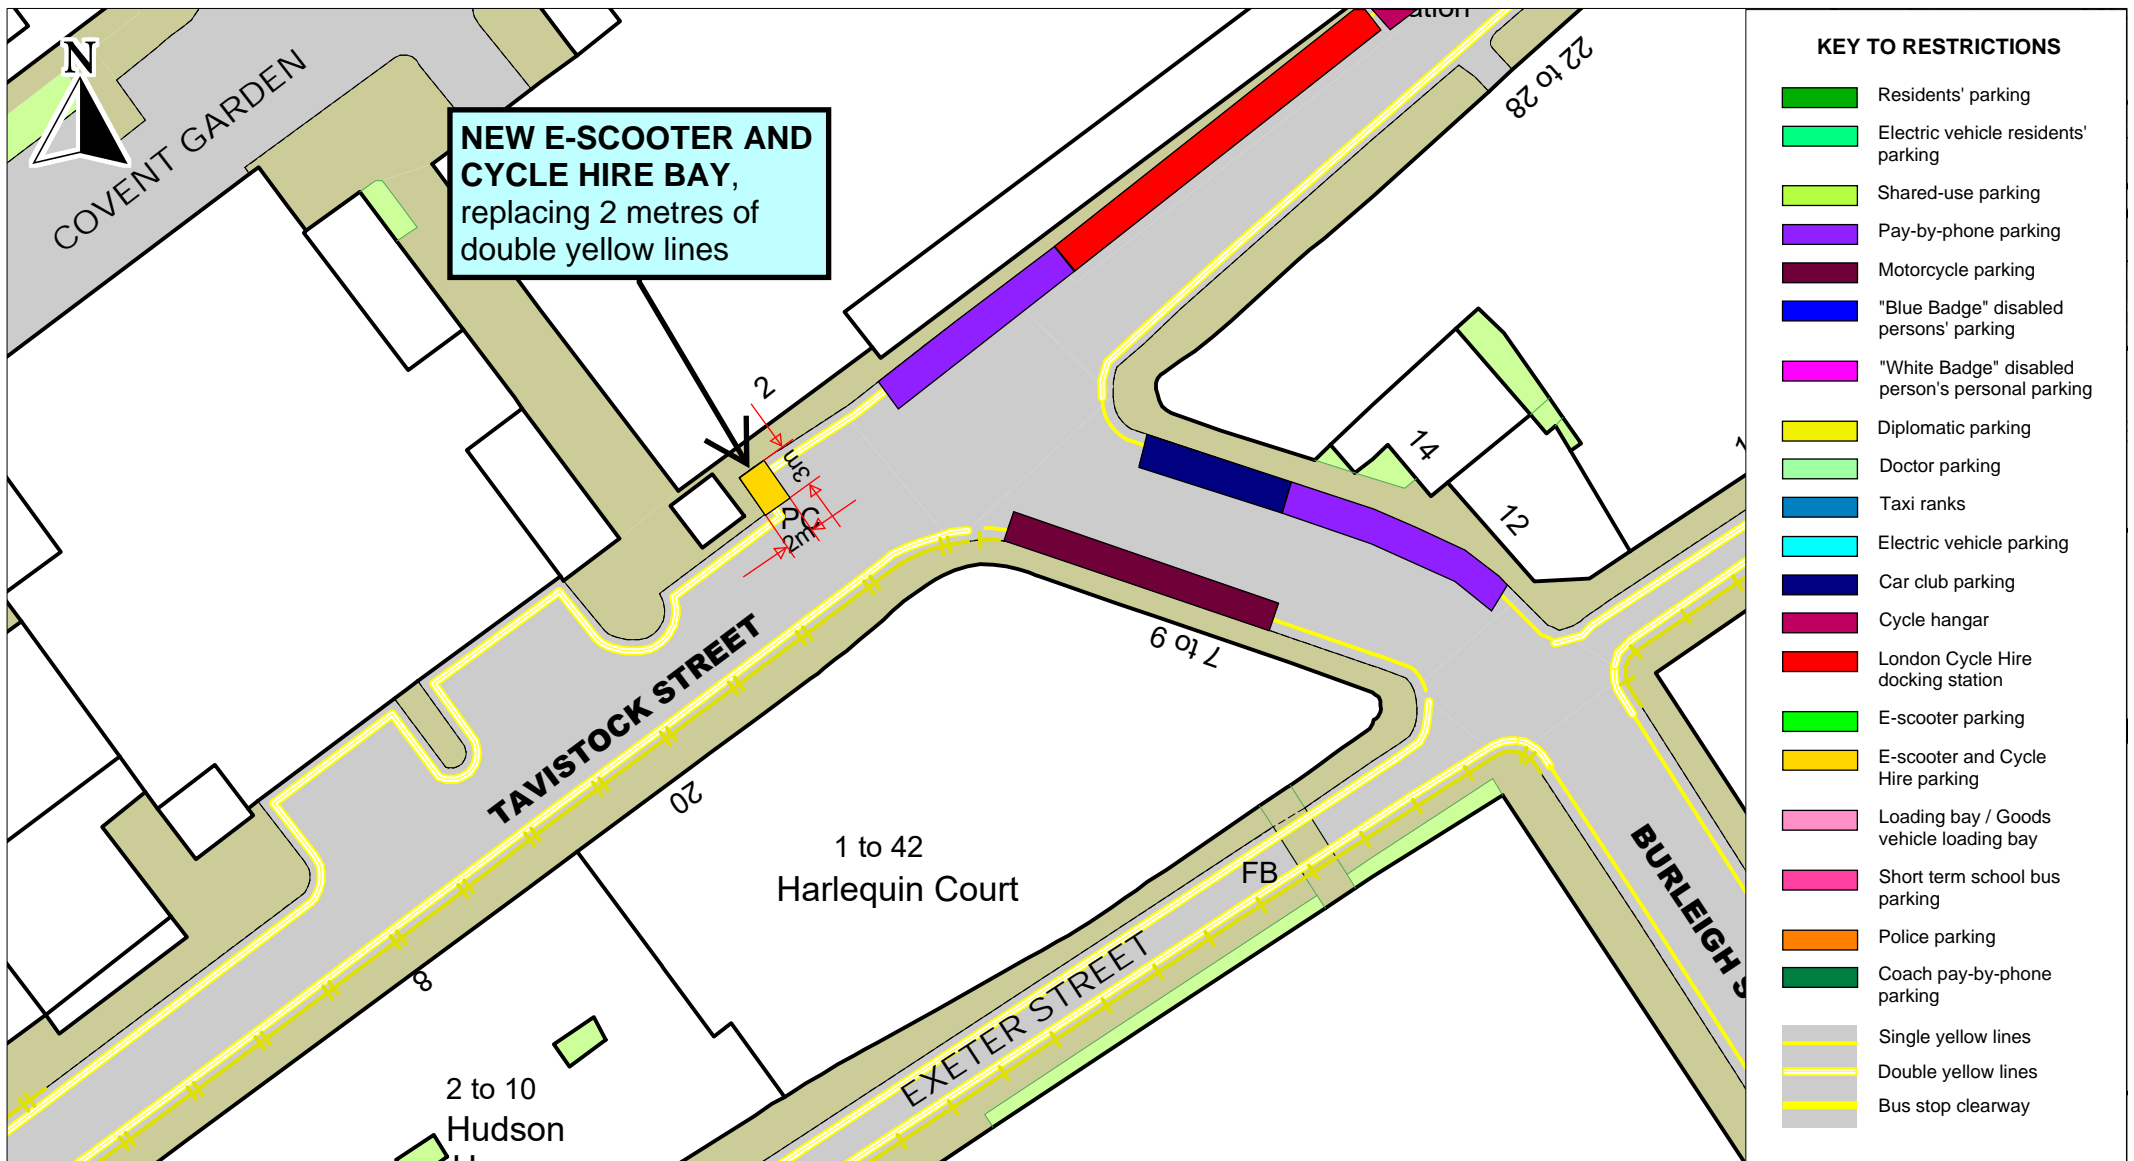 N
COVENT GARDEN
NEW E-SCOOTER AND
CYCLE HIRE BAY,
replacing 2 metres of
double yellow lines
22 to 28
2
3m
PC
2m
14
12
7 to 9
TAVISTOCK STREET
20
1 to 42
Harlequin Court
FB
8
EXETER STREET
BURLEIGH S
2 to 10
Hudson
KEY TO RESTRICTIONS
Residents' parking
Electric vehicle residents'
parking
Shared-use parking
Pay-by-phone parking
Motorcycle parking
"Blue Badge" disabled
persons' parking
"White Badge" disabled
person's personal parking
Diplomatic parking
Doctor parking
Taxi ranks
Electric vehicle parking
Car club parking
Cycle hangar
London Cycle Hire
docking station
E-scooter parking
E-scooter and Cycle
Hire parking
Loading bay / Goods
vehicle loading bay
Short term school bus
parking
Police parking
Coach pay-by-phone
parking
Single yellow lines
Double yellow lines
Bus stop clearway